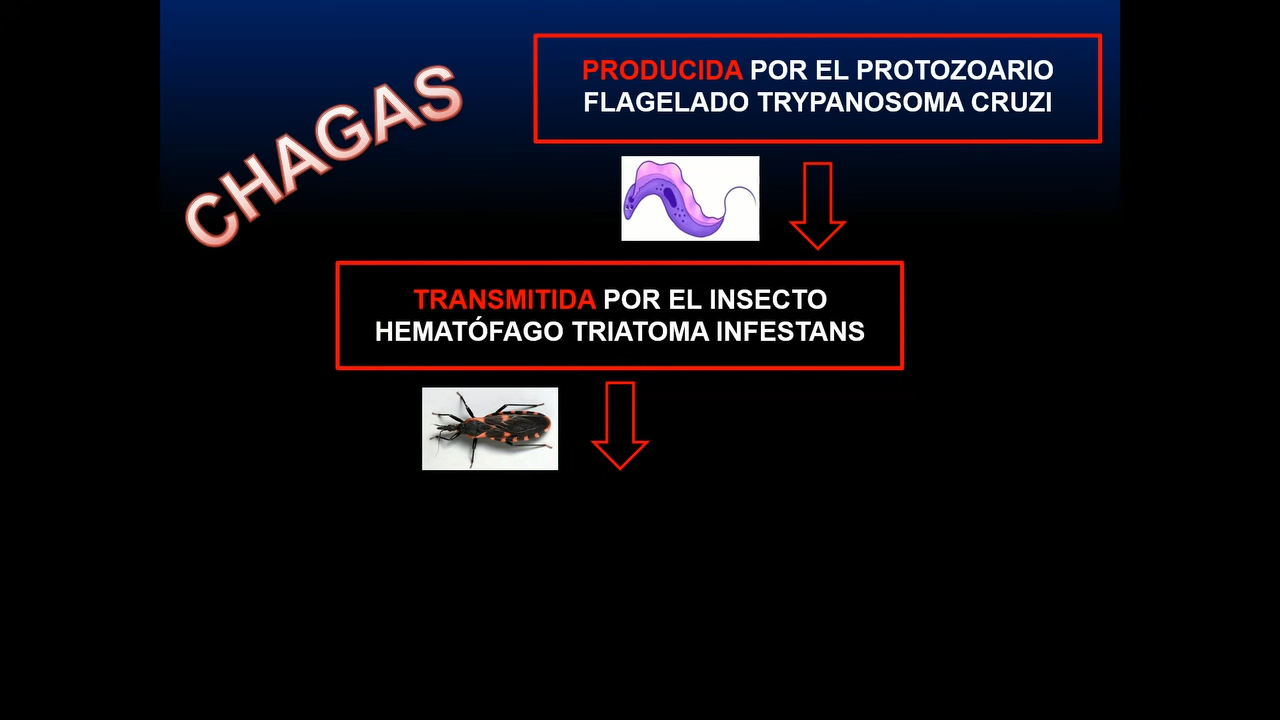 CHAGAS
PRODUCIDA POR EL PROTOZOARIO
FLAGELADO TRYPANOSOMA CRUZI
TRANSMITIDA POR EL INSECTO
HEMATÓFAGO TRIATOMA INFESTANS